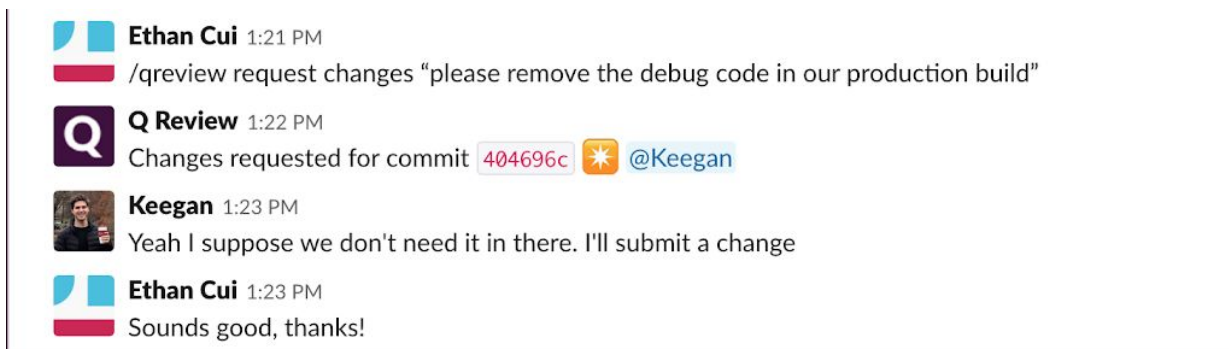 Ethan Cui 1:21 PM
/qreview request changes “please remove the debug code in our production build”
Q
Q Review 1:22 PM
Changes requested for commit 404696c @Keegan
Keegan 1:23 PM
Yeah I suppose we don't need it in there. I'll submit a change
Ethan Cui 1:23 PM
Sounds good, thanks!